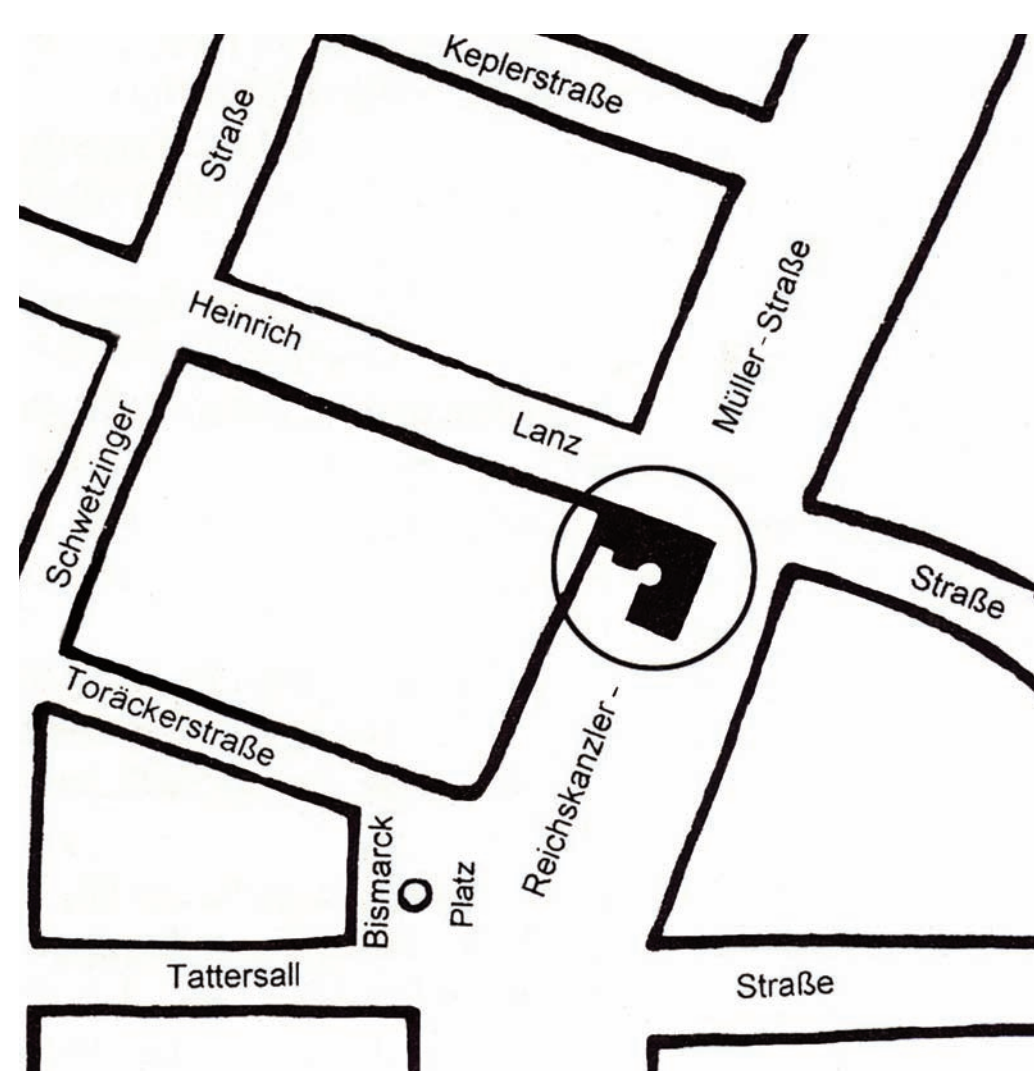 Keplerstraße
Straße
Heinrich
Lanz
Müller-Straße
Schwetzinger
Straße
Toräckerstraße
Reichskanzler-
Bismarck
Platz
Tattersall
Straße